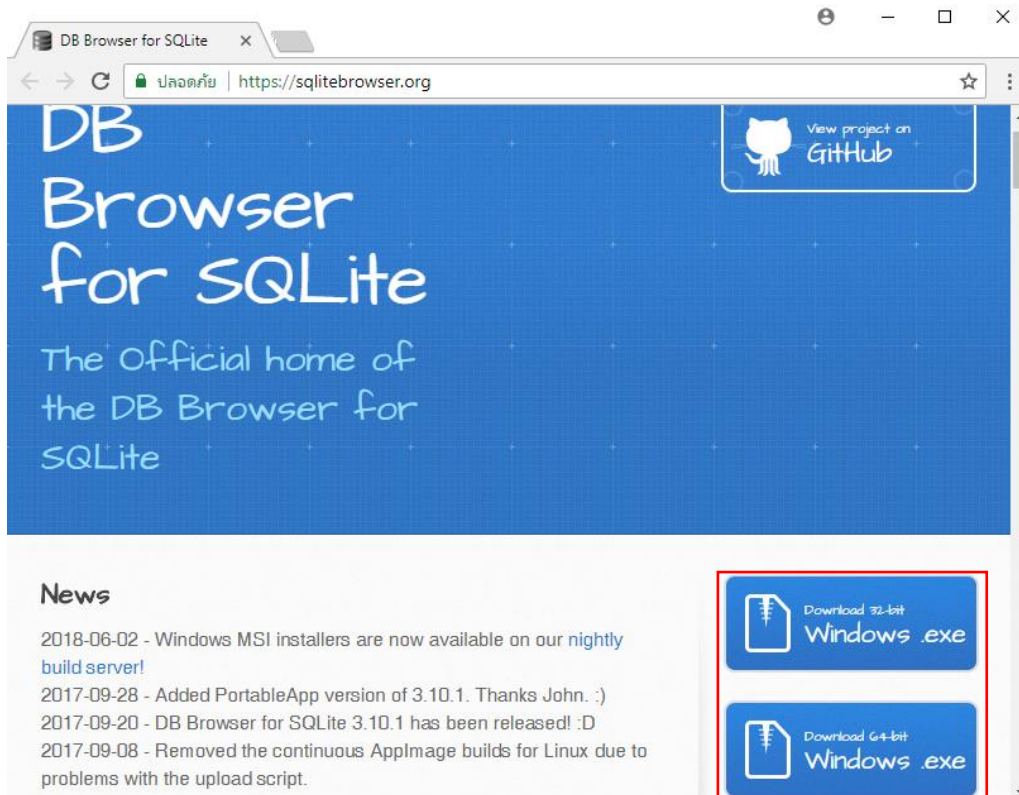 DB Browser for SQLite
ปลอดภัย https://sqlitebrowser.org
DB
Browser
for SQLite
The Official home of
the DB Browser for
SQLite
View project on
GitHub
News
2018-06-02 - Windows MSI installers are now available on our nightly
build server!
2017-09-28 - Added PortableApp version of 3.10.1. Thanks John. :)
2017-09-20 - DB Browser for SQLite 3.10.1 has been released! :D
2017-09-08 - Removed the continuous AppImage builds for Linux due to
problems with the upload script.
Download 32-bit
Windows .exe
Download 64-bit
Windows .exe